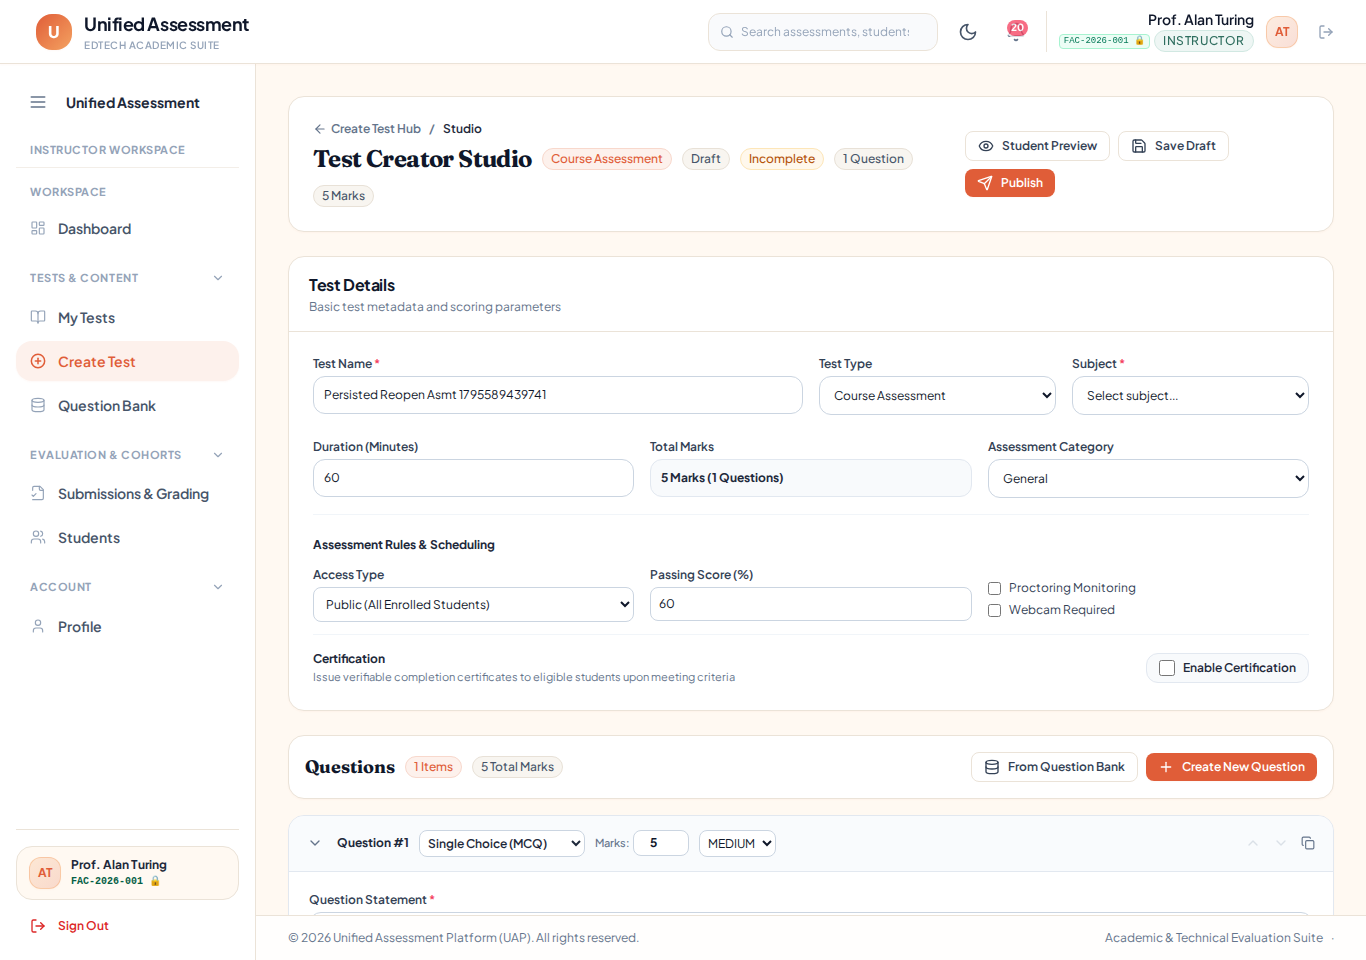 U
Unified Assessment
EDTECH ACADEMIC SUITE
Search assessments, students
20
Prof. Alan Turing
FAC-2026-001 🔒
INSTRUCTOR
AT
Unified Assessment
INSTRUCTOR WORKSPACE
WORKSPACE
Dashboard
TESTS & CONTENT
My Tests
Create Test
Question Bank
EVALUATION & COHORTS
Submissions & Grading
Students
ACCOUNT
Profile
AT
Prof. Alan Turing
FAC-2026-001 🔒
Sign Out
Create Test Hub / Studio
Test Creator Studio
Course Assessment
Draft
Incomplete
1 Question
5 Marks
Student Preview
Save Draft
Publish
Test Details
Basic test metadata and scoring parameters
Test Name *
Test Type
Subject *
Persisted Reopen Asmt 1795589439741
Course Assessment
Select subject...
Duration (Minutes)
Total Marks
Assessment Category
60
5 Marks (1 Questions)
General
Assessment Rules & Scheduling
Access Type
Passing Score (%)
Public (All Enrolled Students)
60
Proctoring Monitoring
Webcam Required
Certification
Issue verifiable completion certificates to eligible students upon meeting criteria
Enable Certification
Questions
1 Items
5 Total Marks
From Question Bank
Create New Question
Question #1
Single Choice (MCQ)
Marks:
5
MEDIUM
Question Statement *
© 2026 Unified Assessment Platform (UAP). All rights reserved.
Academic & Technical Evaluation Suite ·